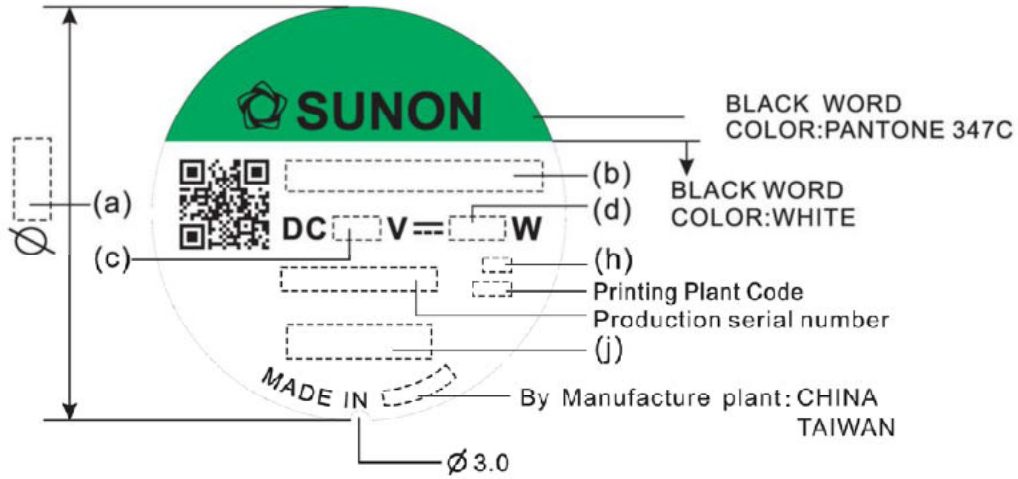 SUNON
BLACK WORD
COLOR:PANTONE 347C
BLACK WORD
COLOR:WHITE
(a)
(b)
DC V W
(d)
(c)
(h)
Printing Plant Code
Production serial number
(j)
MADE IN
By Manufacture plant: CHINA
TAIWAN
Ø
Ø 3.0